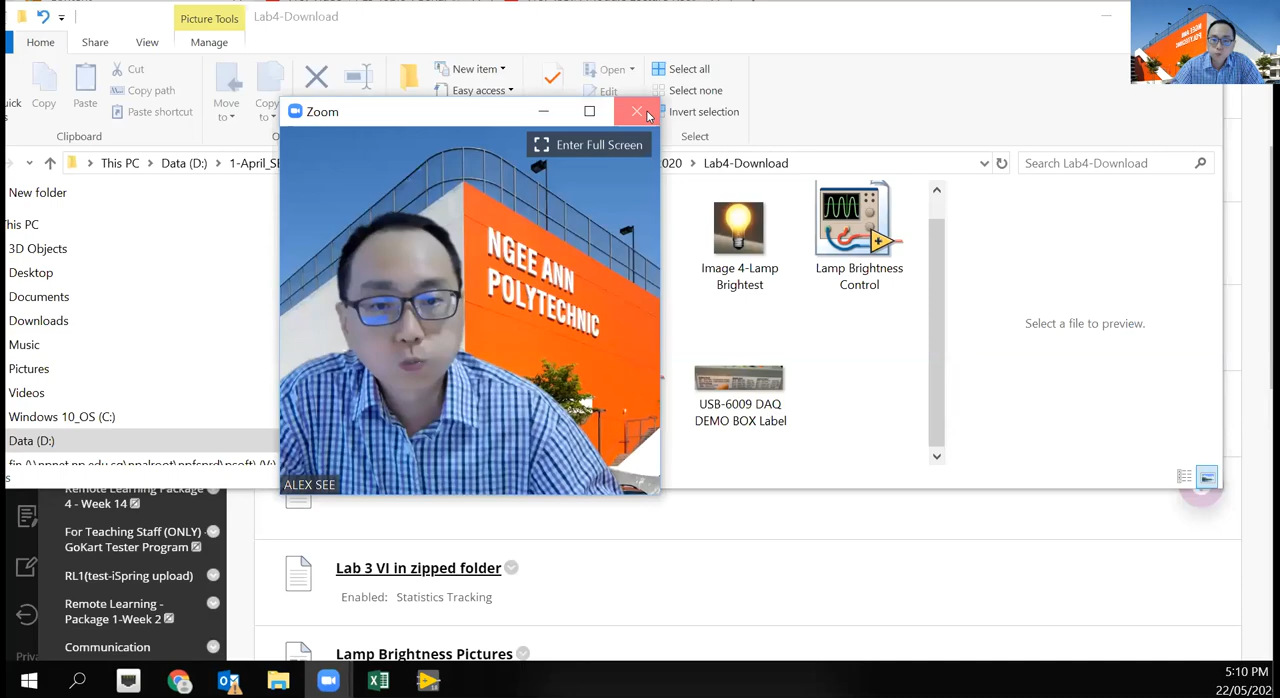 Picture Tools
Lab4-Download
Home
Share
View
Manage
Cut
Copy path
Paste shortcut
Copy
Paste
Clipboard
Move
to
Copy
to
New item
Easy access
Open
Edit
Select all
Select none
Invert selection
Select
Zoom
Enter Full Screen
NGEE ANN
POLYTECHNIC
ALEX SEE
This PC
Data (D:)
2020
Lab4-Download
Search Lab4-Download
New folder
This PC
3D Objects
Desktop
Documents
Downloads
Music
Pictures
Videos
Windows 10_OS (C:)
Data (D:)
Image 4-Lamp
Brightest
Lamp Brightness
Control
USB-6009 DAQ
DEMO BOX Label
Select a file to preview.
Remote Learning Package
4 - Week 14
For Teaching Staff (ONLY) -
GoKart Tester Program
RL1(test-iSpring upload)
Remote Learning -
Package 1-Week 2
Communication
Lab 3 VI in zipped folder
Enabled: Statistics Tracking
Lamp Brightness Pictures
5:10 PM
22/05/202